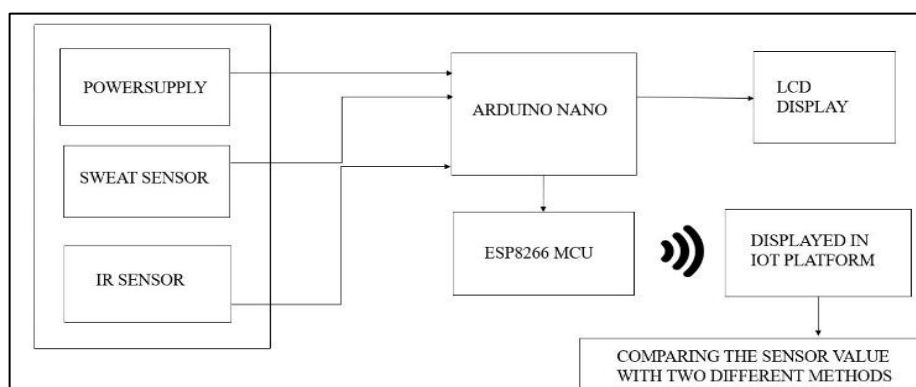 POWERSUPPLY
SWEAT SENSOR
IR SENSOR
ARDUINO NANO
ESP8266 MCU
LCD
DISPLAY
DISPLAYED IN
IOT PLATFORM
COMPARING THE SENSOR VALUE
WITH TWO DIFFERENT METHODS